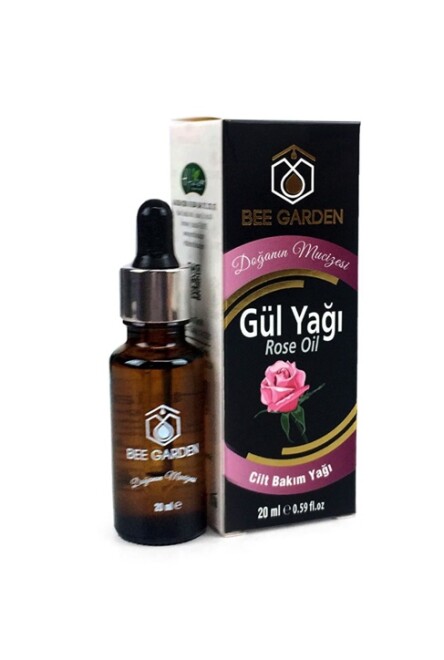 BEE GARDEN
Doğanın Mucizesi
Gül Yağı
Rose Oil
Cilt Bakım Yağı
20 ml e 0.59 fl.oz
BEE GARDEN
Doğanın Mucizesi
20 ml e